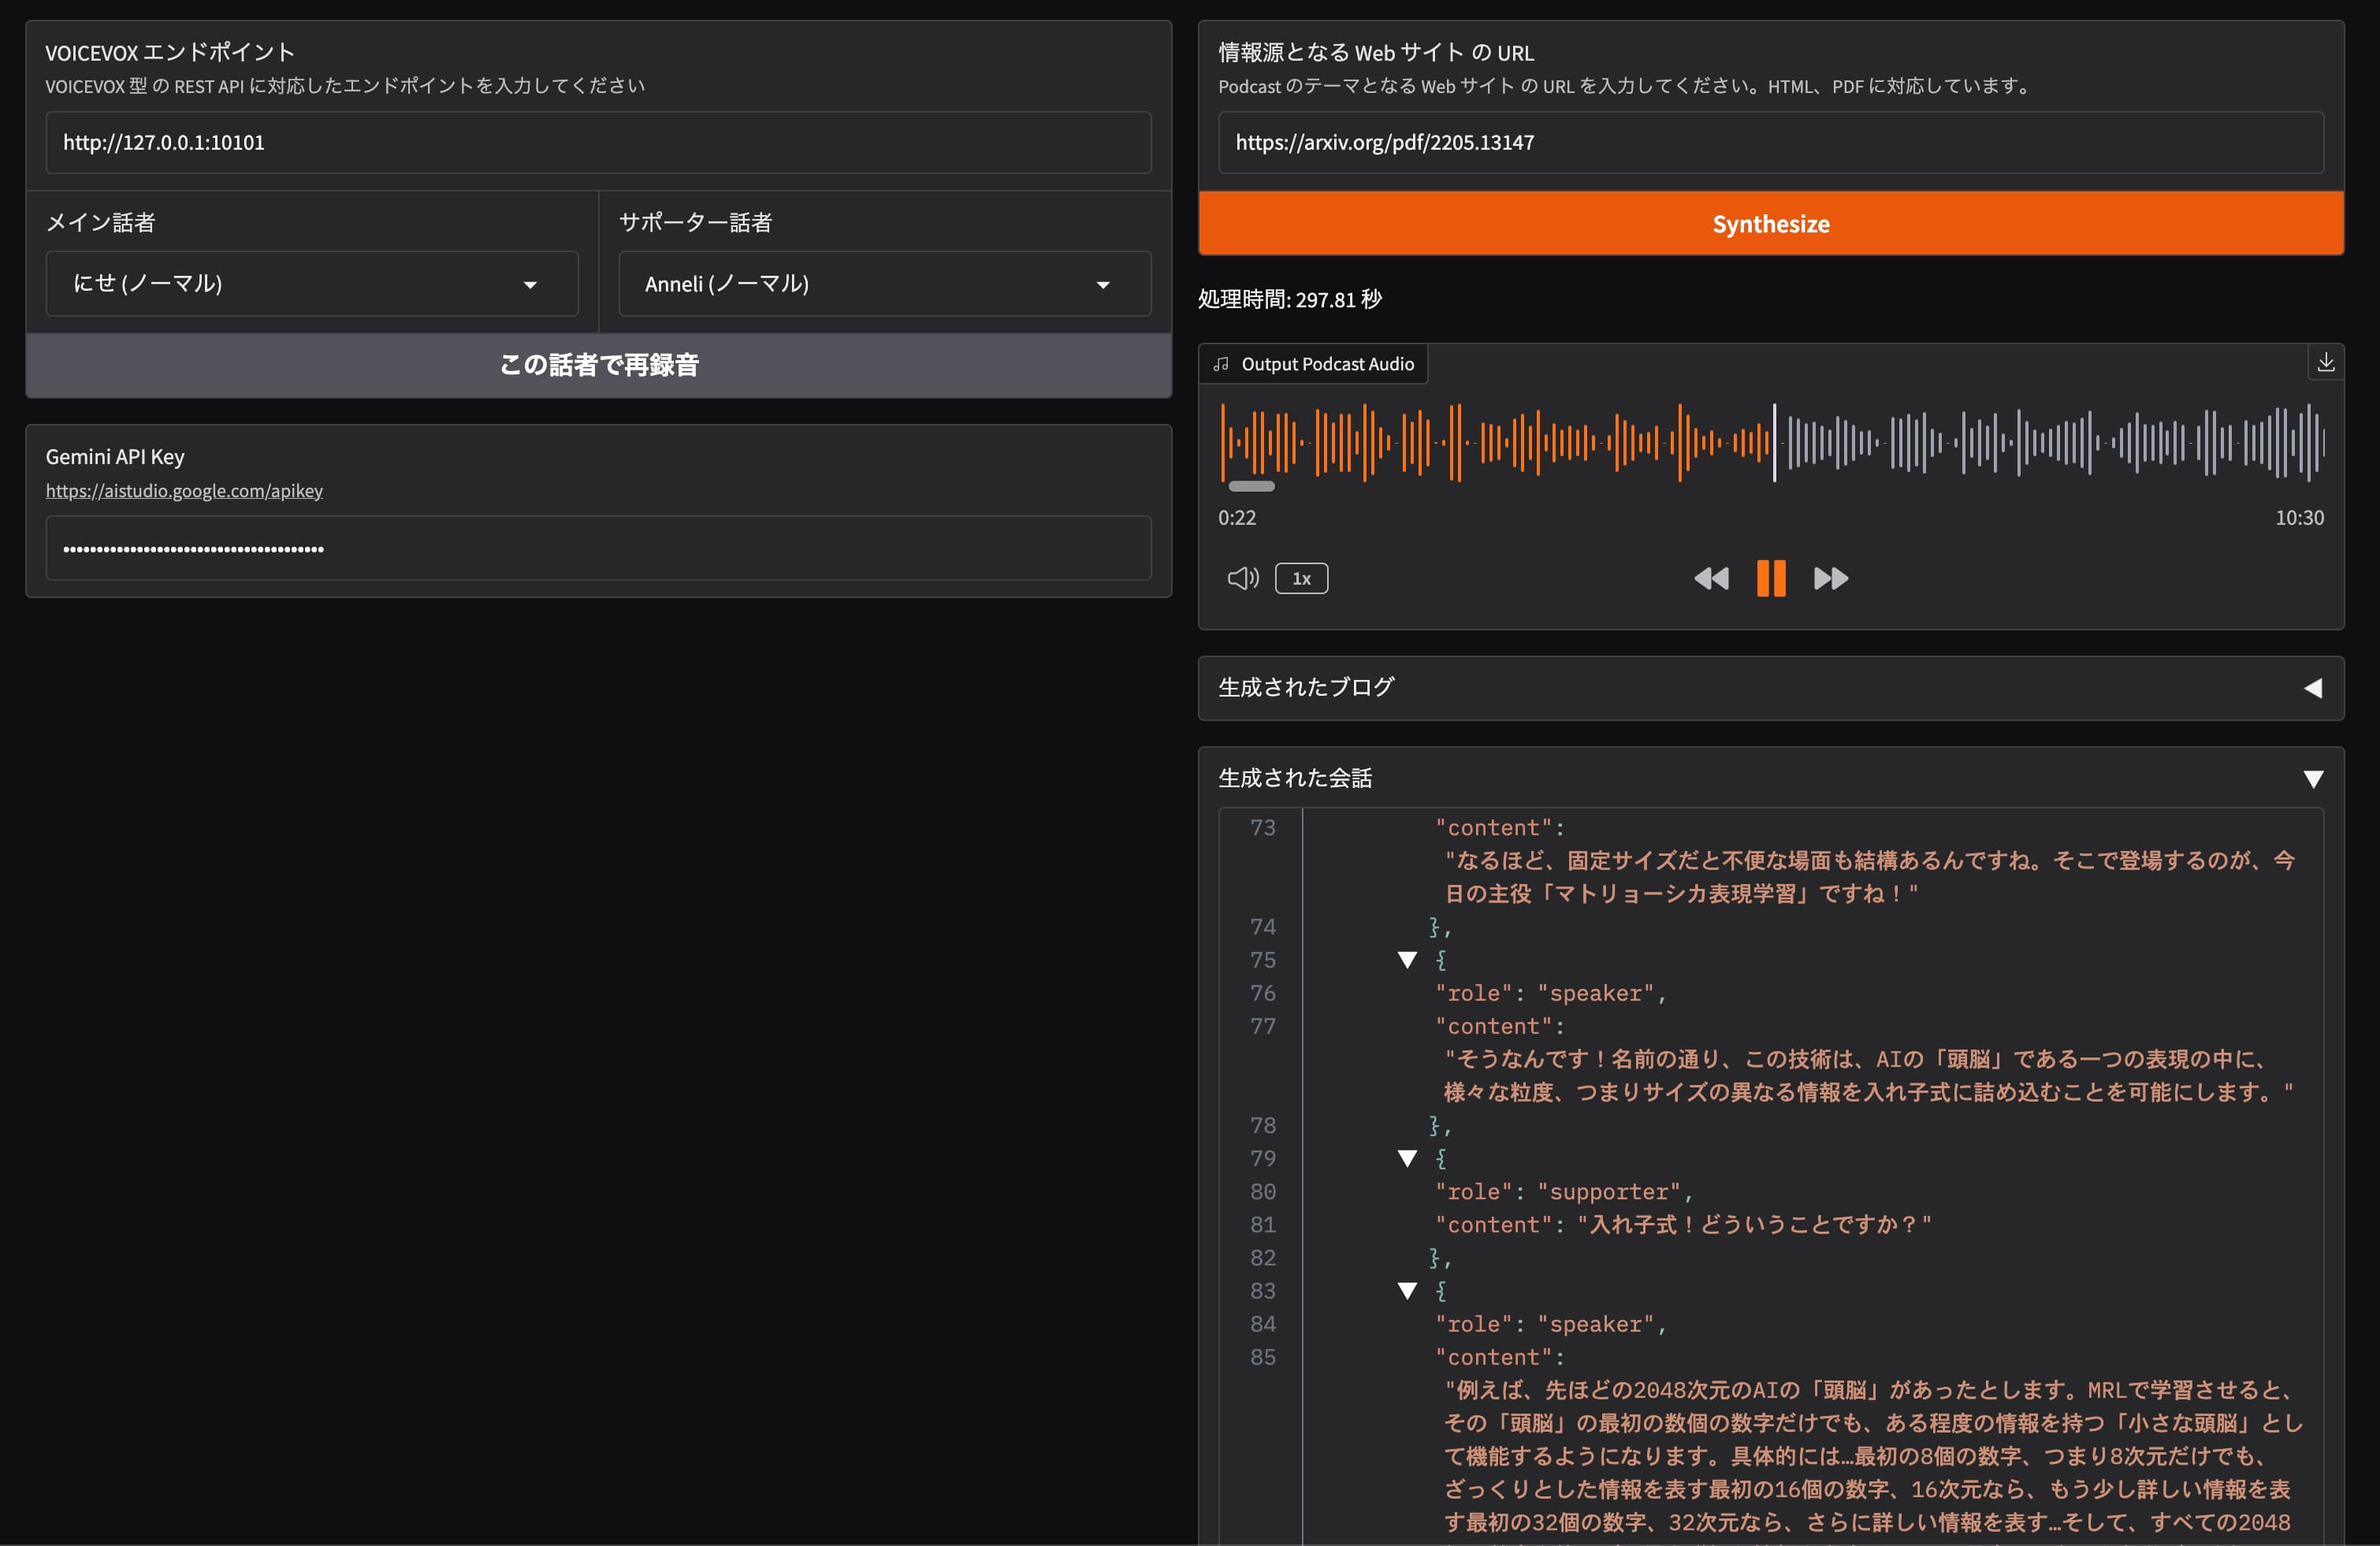 VOICEVOX エンドポイント
VOICEVOX 型 の REST API に対応したエンドポイントを入力してください
http://127.0.0.1:10101
メイン話者
にせ (ノーマル)
サポーター話者
Anneli (ノーマル)
この話者で再録音
Gemini API Key
https://aistudio.google.com/apikey
情報源となる Web サイト の URL
Podcast のテーマとなる Web サイト の URL を入力してください。HTML、PDF に対応しています。
https://arxiv.org/pdf/2205.13147
Synthesize
処理時間: 297.81 秒
Output Podcast Audio
0:22
10:30
1x
生成されたブログ
生成された会話
73 "content":
"なるほど、固定サイズだと不便な場面も結構あるんですね。そこで登場するのが、今
日の主役「マトリョーシカ表現学習」ですね！"
74 },
75 {
76 "role": "speaker",
77 "content":
"そうなんです！名前の通り、この技術は、AIの「頭脳」である一つの表現の中に、
様々な粒度、つまりサイズの異なる情報を入れ子式に詰め込むことを可能にします。"
78 },
79 {
80 "role": "supporter",
81 "content": "入れ子式！どういうことですか？"
82 },
83 {
84 "role": "speaker",
85 "content":
"例えば、先ほどの2048次元のAIの「頭脳」があったとします。MRLで学習させると、
その「頭脳」の最初の数個の数字だけでも、ある程度の情報を持つ「小さな頭脳」とし
て機能するようになります。具体的には…最初の8個の数字、つまり8次元だけでも、
ざっくりとした情報を表す最初の16個の数字、16次元なら、もう少し詳しい情報を表
す最初の32個の数字、32次元なら、さらに詳しい情報を表す…そして、すべての2048